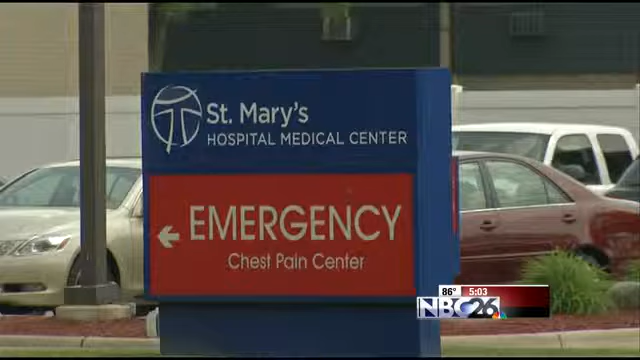 St. Mary's
HOSPITAL MEDICAL CENTER
EMERGENCY
Chest Pain Center
86° 5:03
NBC26